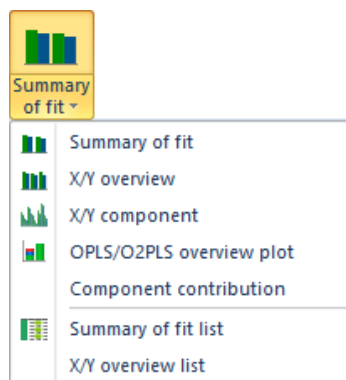 Summary
of fit
Summary of fit
X/Y overview
X/Y component
OPLS/O2PLS overview plot
Component contribution
Summary of fit list
X/Y overview list